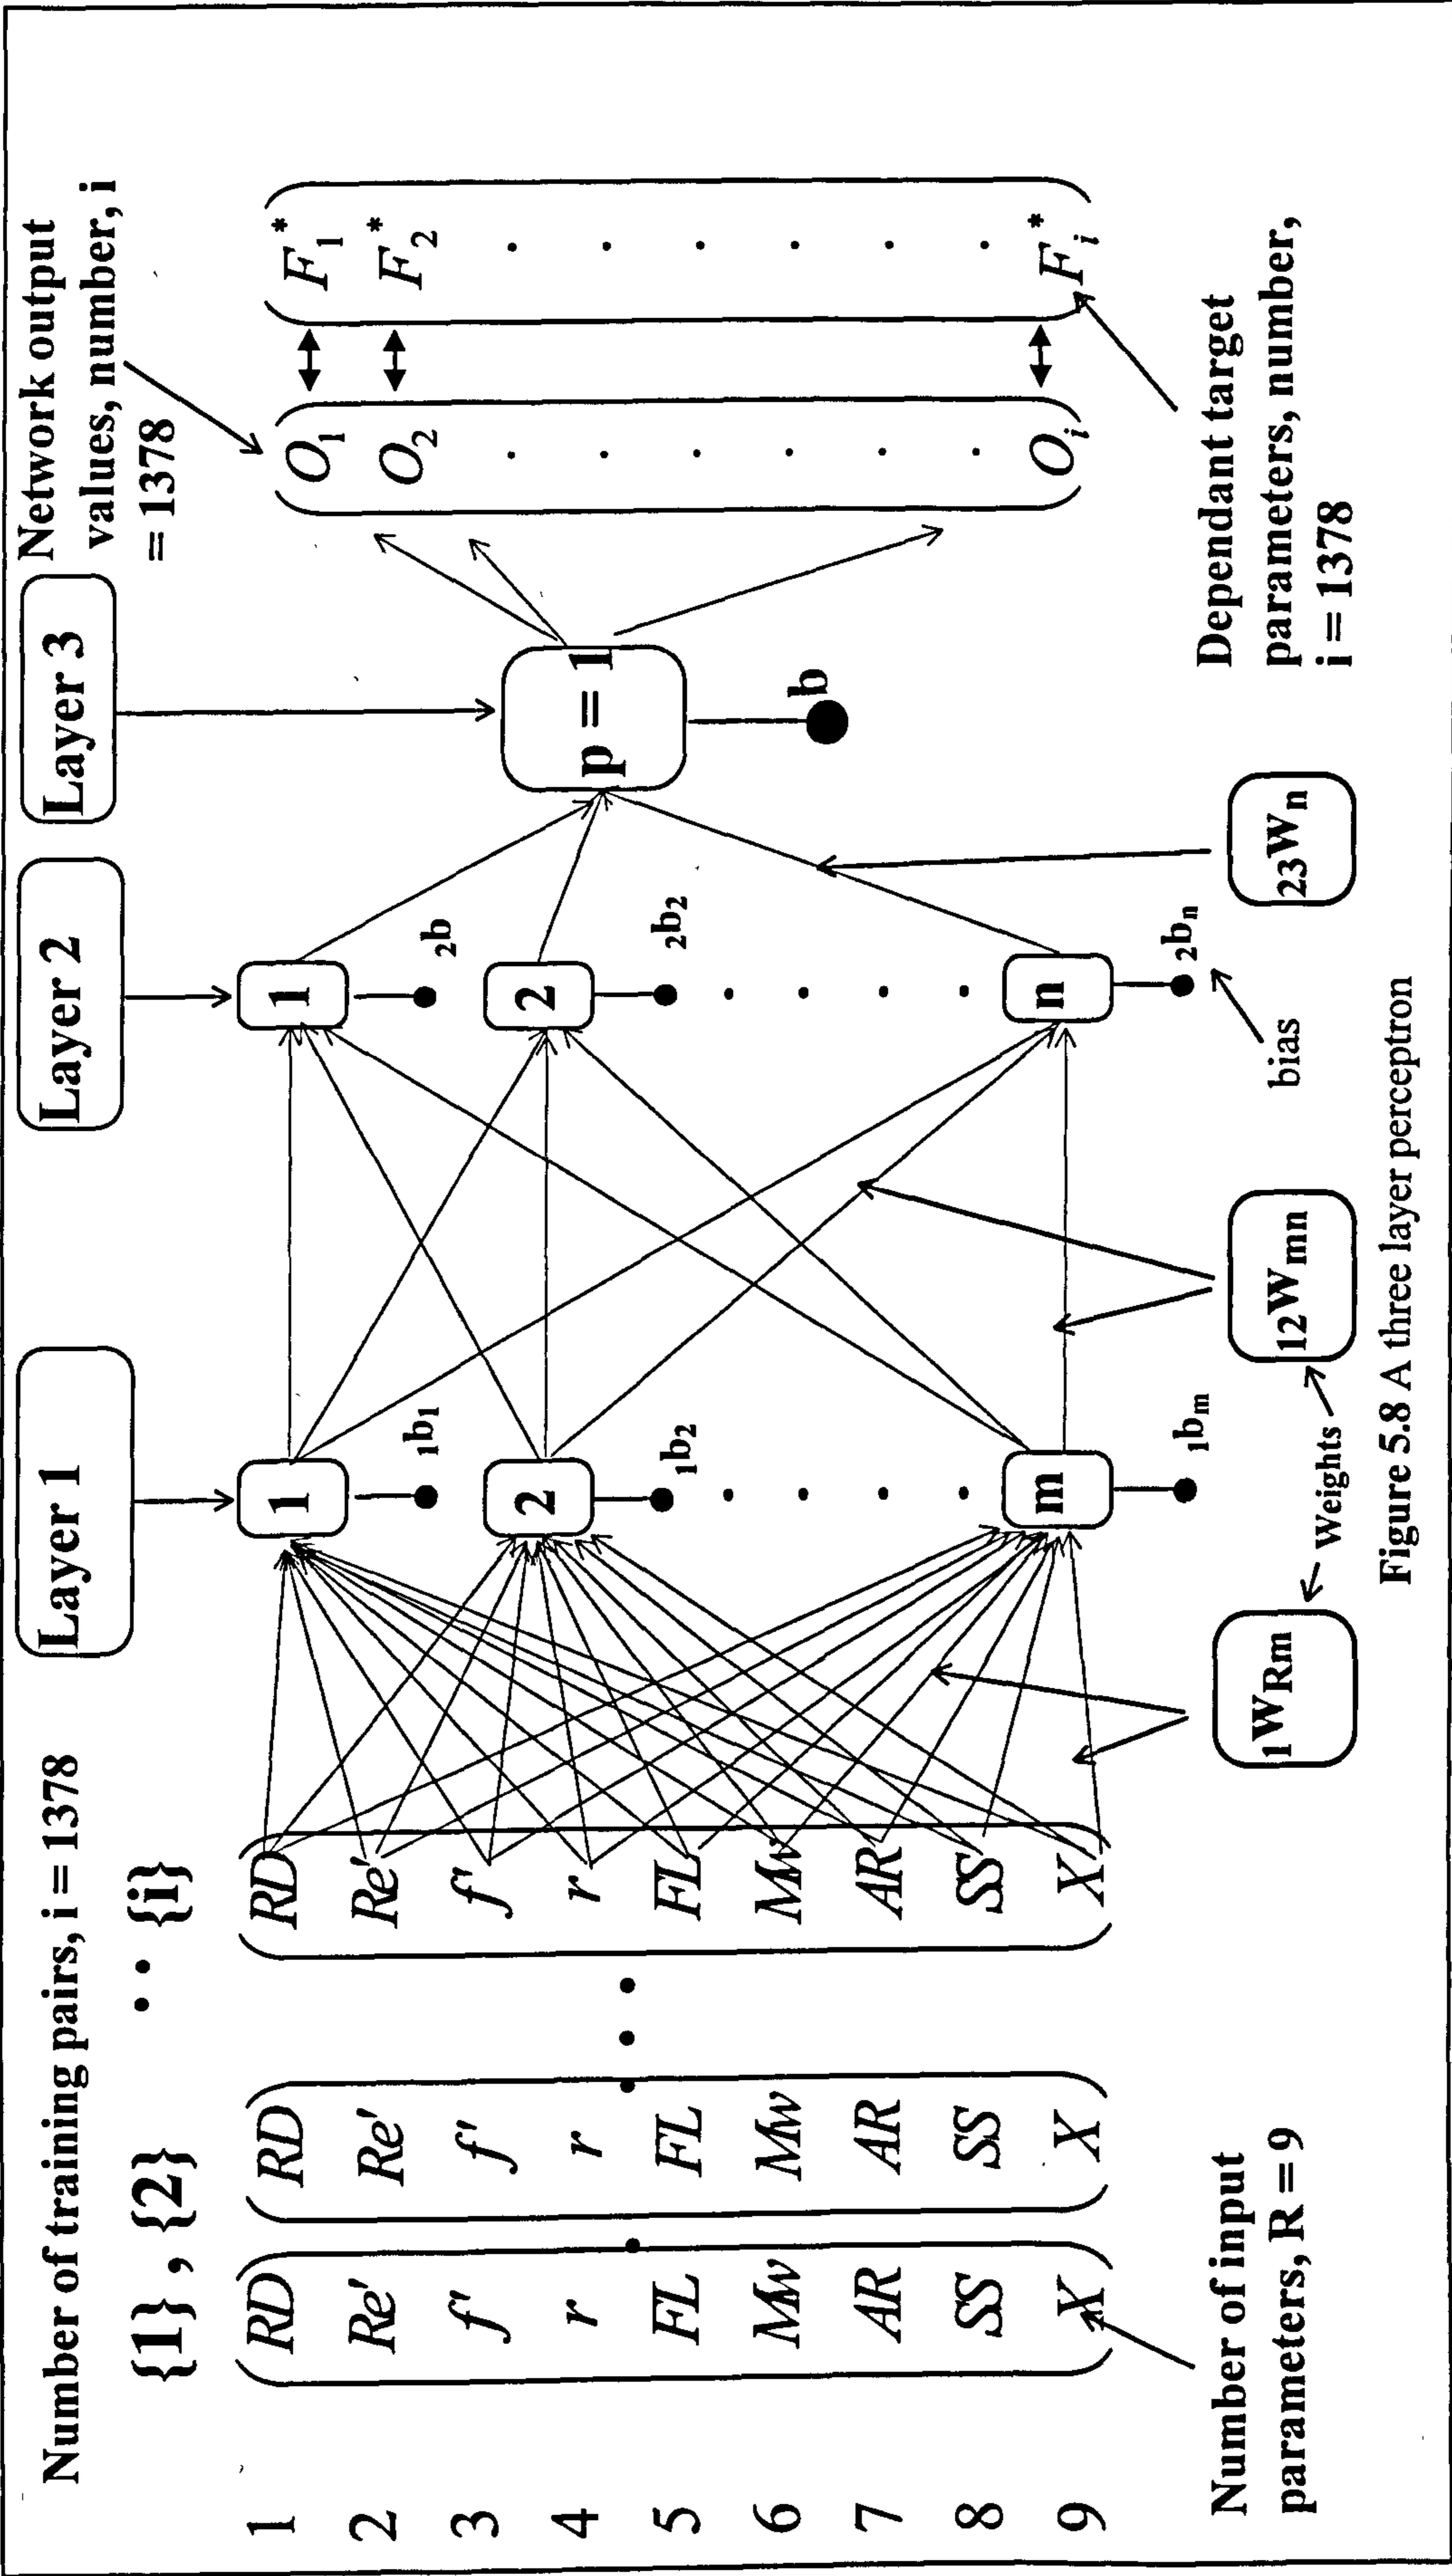 Number of training pairs, i = 1378
{1} , {2} • • {i}
Layer 1
Layer 2
Layer 3
Network output
values, number, i
= 1378
1 RD RD RD
2 Re' Re' Re'
3 f' f' f'
4 r r r
5 FL FL FL
6 Mw Mw Mw
7 AR AR AR
8 SS SS SS
9 X X X
1
₁b₁
2
₁b₂
m
₁bₘ
1
₂b
2
₂b₂
n
₂bₙ
p = 1
b
O₁ F₁*
O₂ F₂*
Oᵢ Fᵢ*
Number of input
parameters, R = 9
₁W_Rm
Weights
₁₂W_mn
bias
₂₃Wₙ
Dependant target
parameters, number,
i = 1378
Figure 5.8 A three layer perceptron